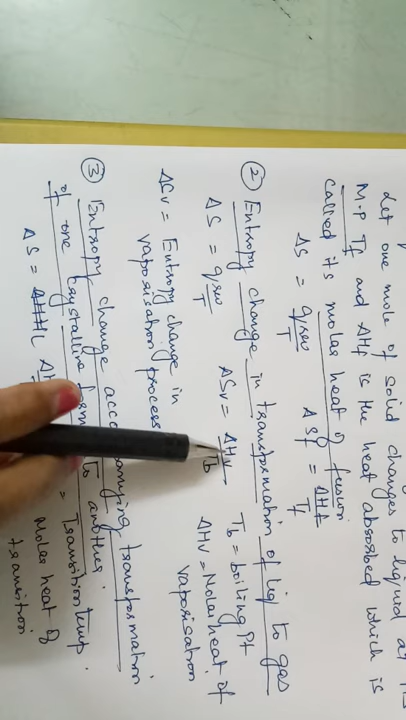 Let one mole of solid changes to liquid at its
M.P Tf and ΔHf is the heat absorbed which is
called its molar heat of fusion.
ΔS = qrev/T ΔSf = ΔHf/Tf
② Entropy change in transformation of liq to gas
ΔS = qrev/T ΔSv = ΔHv/Tb Tb = boiling pt
ΔHv = Molar heat of
vaporisation
ΔSv = Entropy change in
vaporisation process
③ Entropy change accompanying transformation
of one crystalline form to another.
ΔS = = Transition temp.
Molar heat of
transition